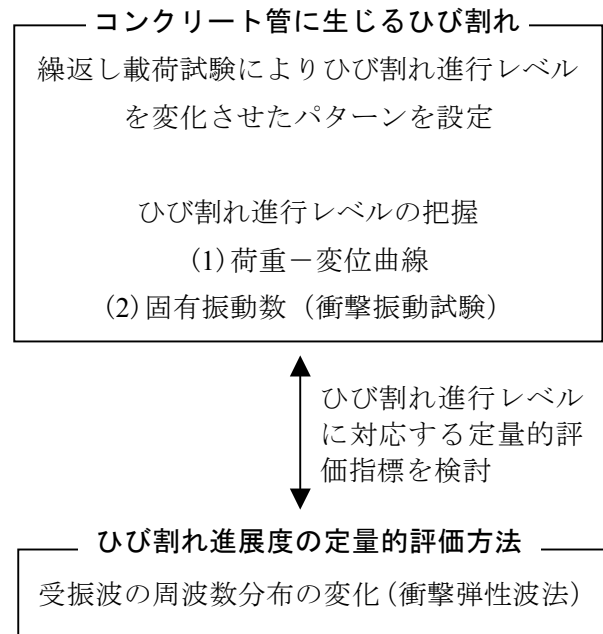 コンクリート管に生じるひび割れ
繰返し載荷試験によりひび割れ進行レベル
を変化させたパターンを設定
ひび割れ進行レベルの把握
(1)荷重－変位曲線
(2)固有振動数（衝撃振動試験）
ひび割れ進行レベル
に対応する定量的評
価指標を検討
ひび割れ進展度の定量的評価方法
受振波の周波数分布の変化(衝撃弾性波法)